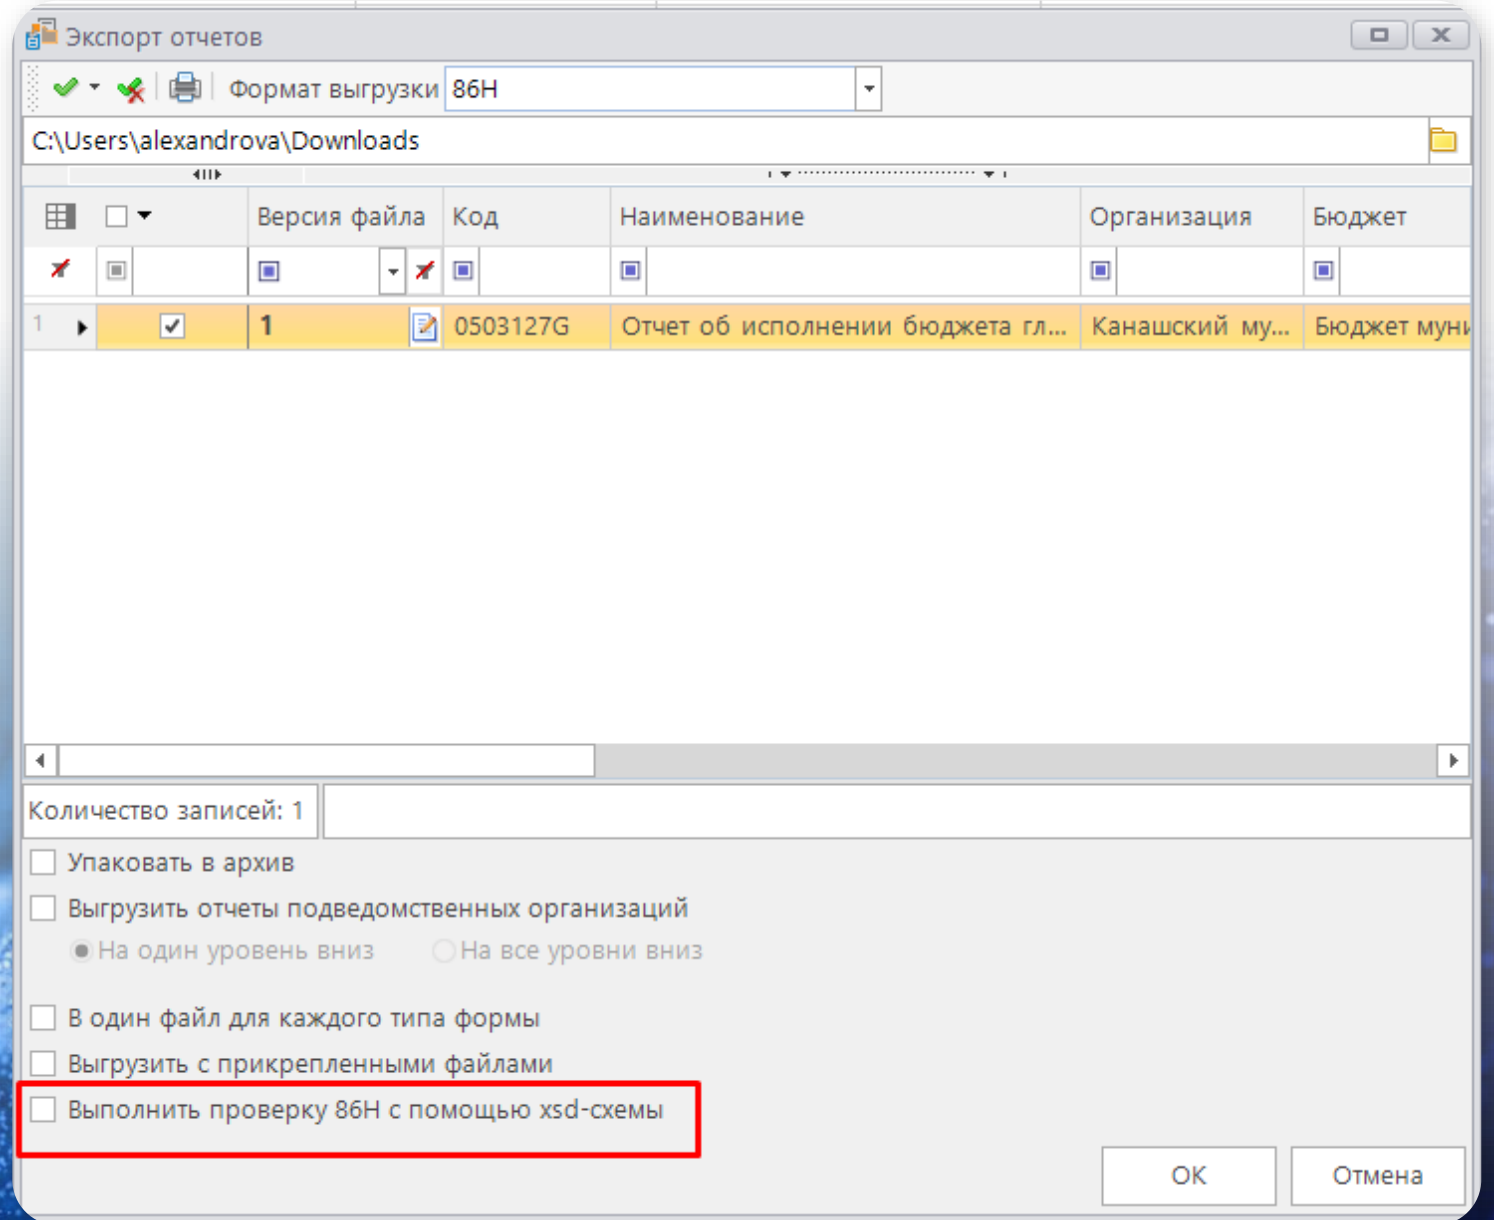 Экспорт отчетов
Формат выгрузки 86Н
C:\Users\alexandrova\Downloads
Версия файла Код Наименование Организация Бюджет
1 1 0503127G Отчет об исполнении бюджета гл... Канашский му... Бюджет муни
Количество записей: 1
Упаковать в архив
Выгрузить отчеты подведомственных организаций
На один уровень вниз На все уровни вниз
В один файл для каждого типа формы
Выгрузить с прикрепленными файлами
Выполнить проверку 86Н с помощью xsd-схемы
ОК Отмена